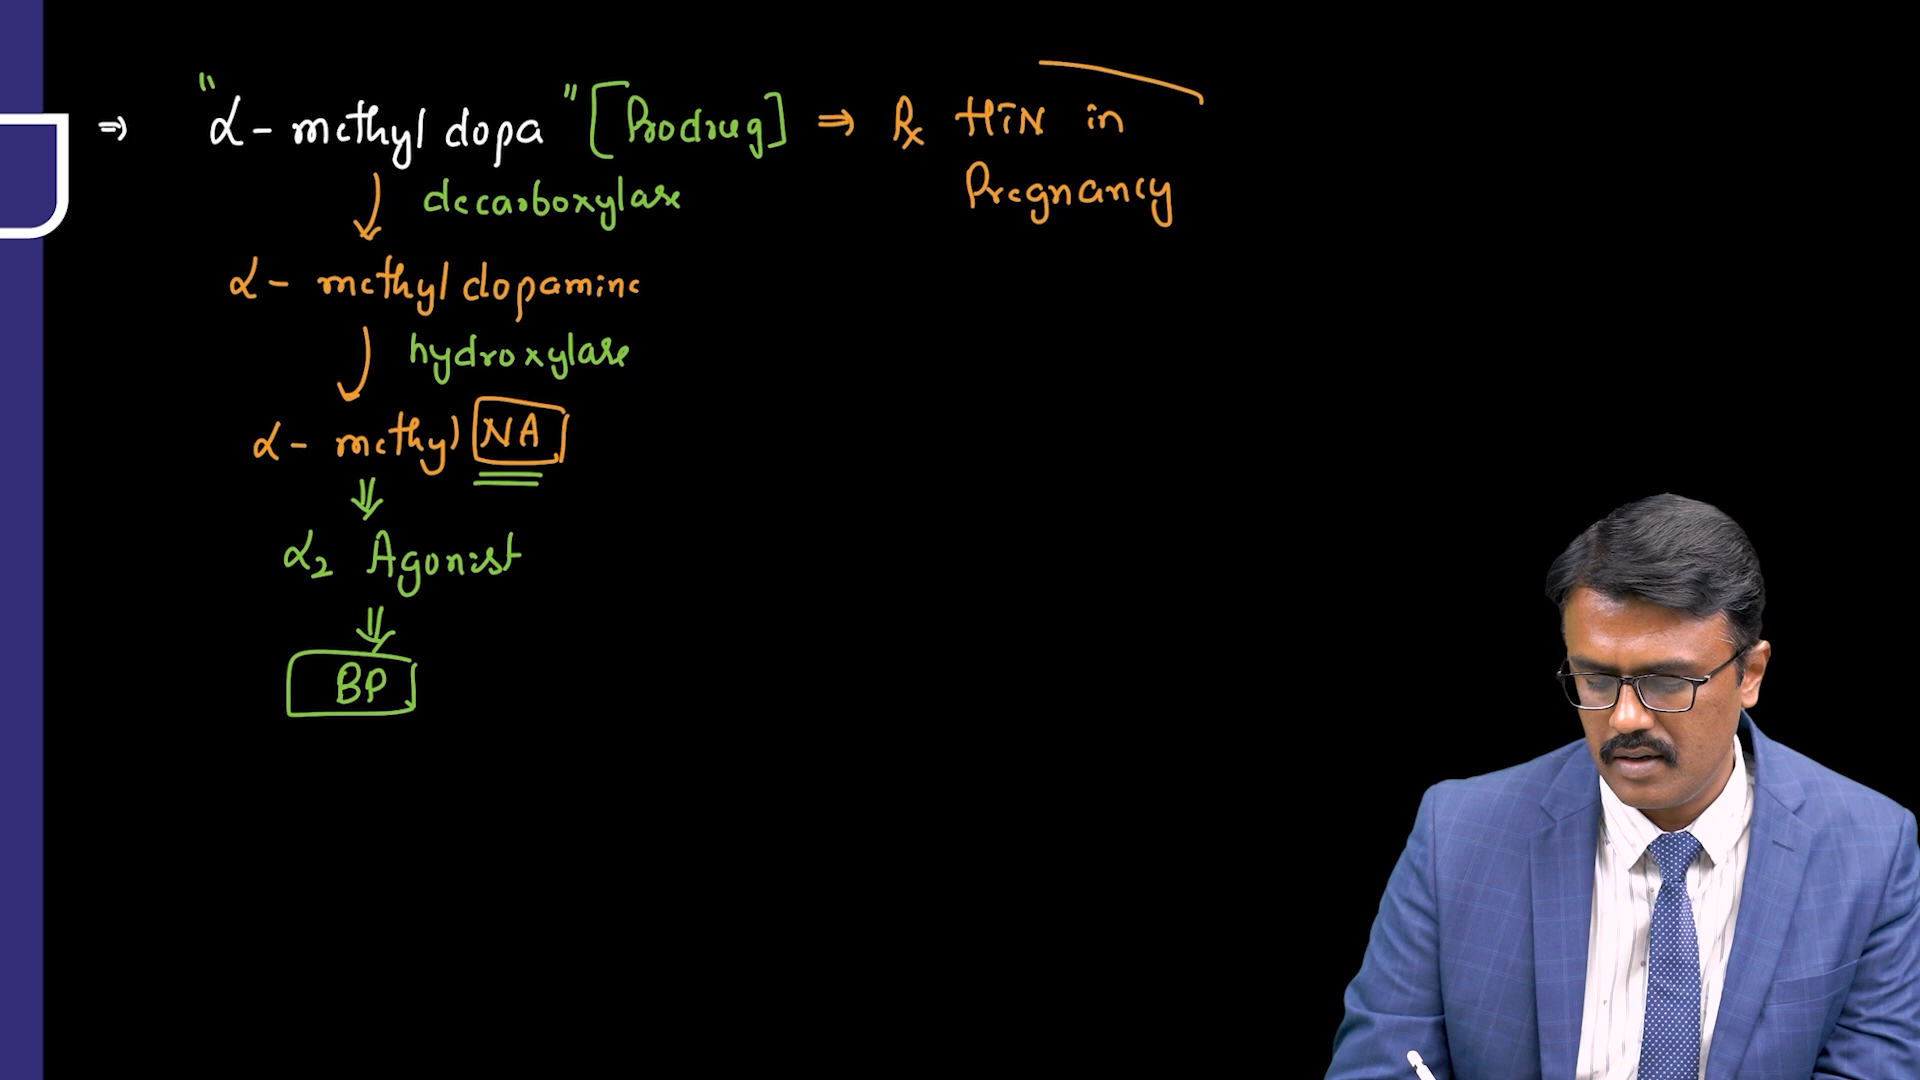 ⇒ "α- methyl dopa" [Prodrug] ⇒ Rx HTN in
Pregnancy
decarboxylase
α- methyl dopamine
hydroxylase
α- methyl NA
α2 Agonist
BP